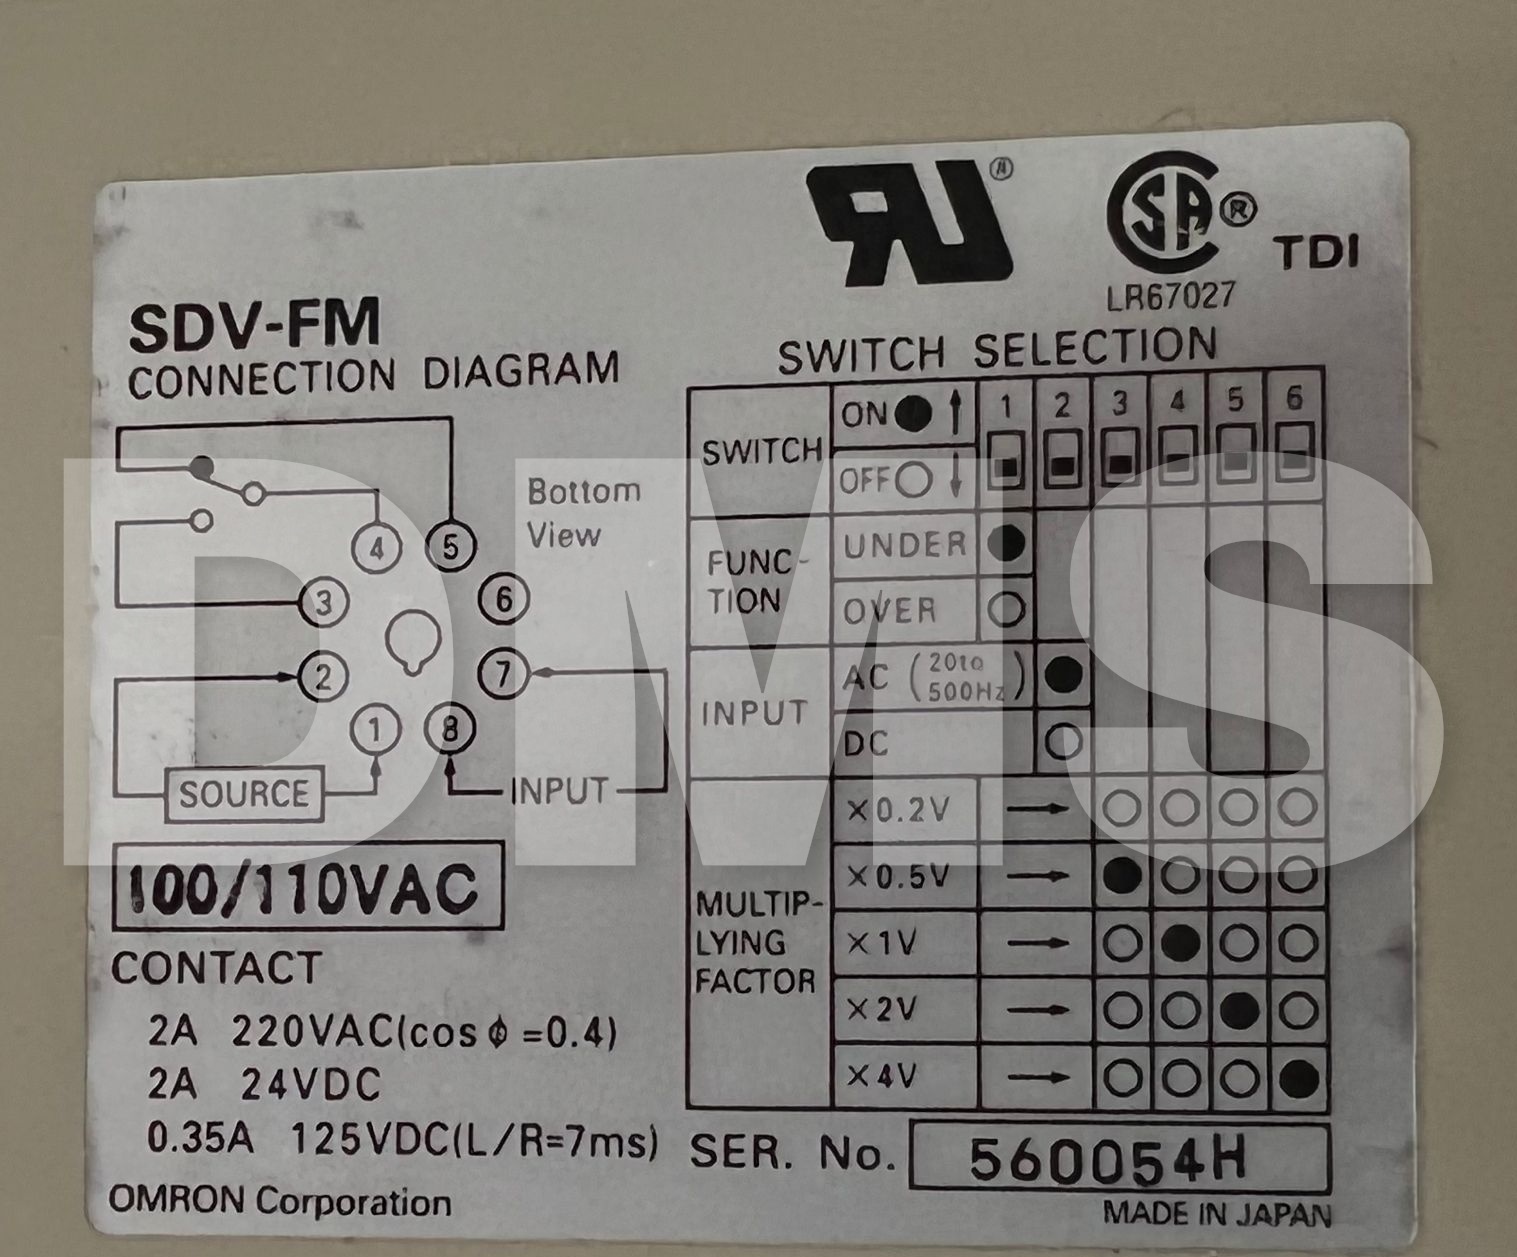 SDV-FM
CONNECTION DIAGRAM
Bottom
View
4
5
3
6
2
7
1
8
SOURCE
INPUT
100/110VAC
CONTACT
2A 220VAC(cos ϕ =0.4)
2A 24VDC
0.35A 125VDC(L/R=7ms)
OMRON Corporation
RU®
CSA®
TDI
LR67027
SWITCH SELECTION
SWITCH
ON ● ↑
OFF ○ ↓
1 2 3 4 5 6
FUNC-
TION
UNDER ●
OVER ○
INPUT
AC (20to
500Hz) ●
DC ○
MULTIP-
LYING
FACTOR
×0.2V → ○ ○ ○ ○
×0.5V → ● ○ ○ ○
×1V → ○ ● ○ ○
×2V → ○ ○ ● ○
×4V → ○ ○ ○ ●
SER. No. 560054H
MADE IN JAPAN
DMS